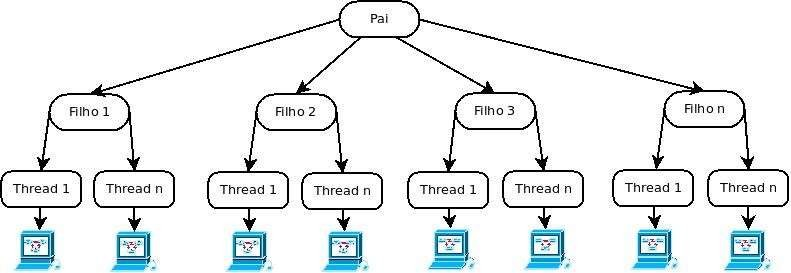 Pai
Filho 1
Filho 2
Filho 3
Filho n
Thread 1
Thread n
Thread 1
Thread n
Thread 1
Thread n
Thread 1
Thread n